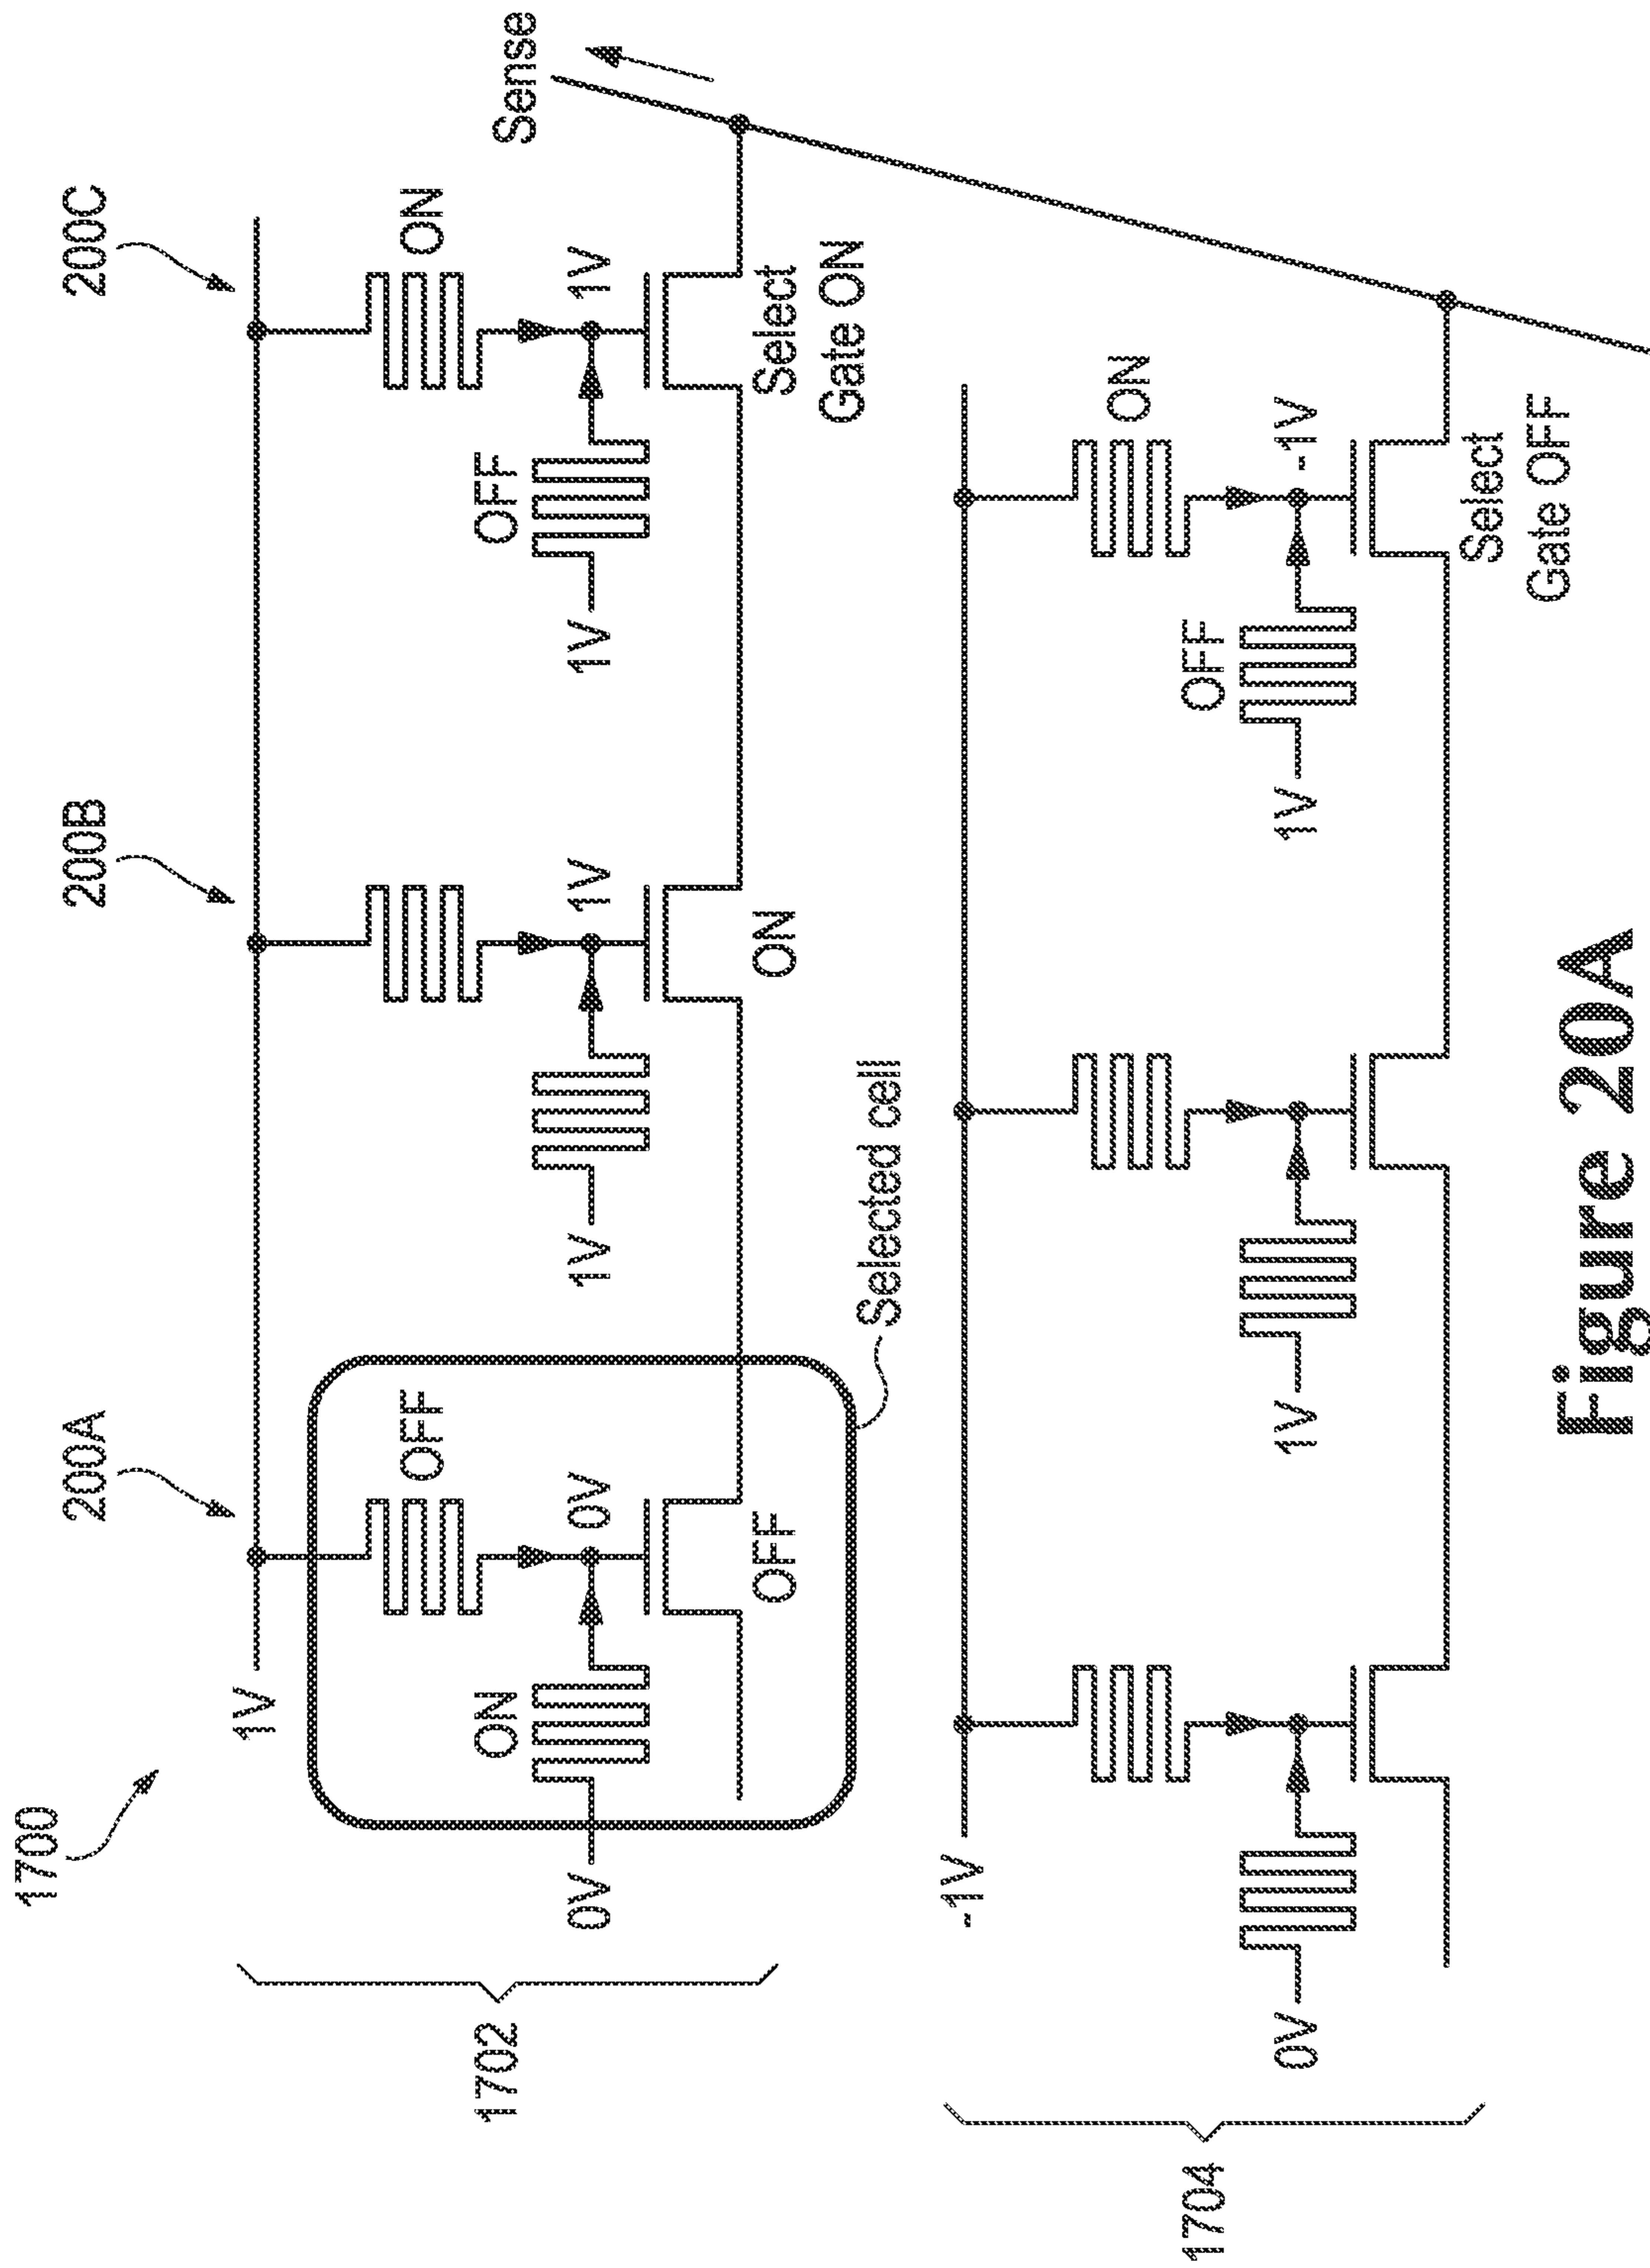 1700
200A
200B
200C
Sense
1V
OFF
ON
ON
OFF
0V
0V
1V
1V
1V
1V
OFF
ON
Select
Gate ON
1702
Selected cell
-1V
ON
OFF
0V
1V
1V
-1V
Select
Gate OFF
1704
Figure 20A